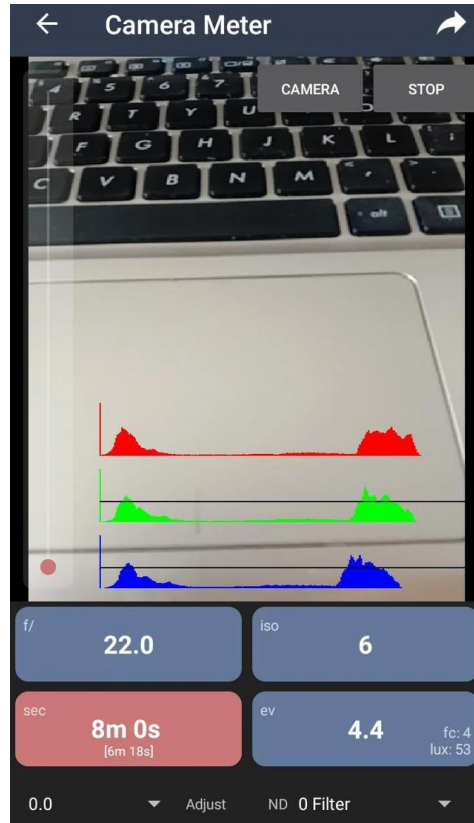 Camera Meter
CAMERA STOP
4 5 6 7
R T Y U
F G H J K L
C V B N M
alt
f/
22.0
iso
6
sec
8m 0s
[6m 18s]
ev
4.4
fc: 4
lux: 53
0.0 Adjust ND 0 Filter